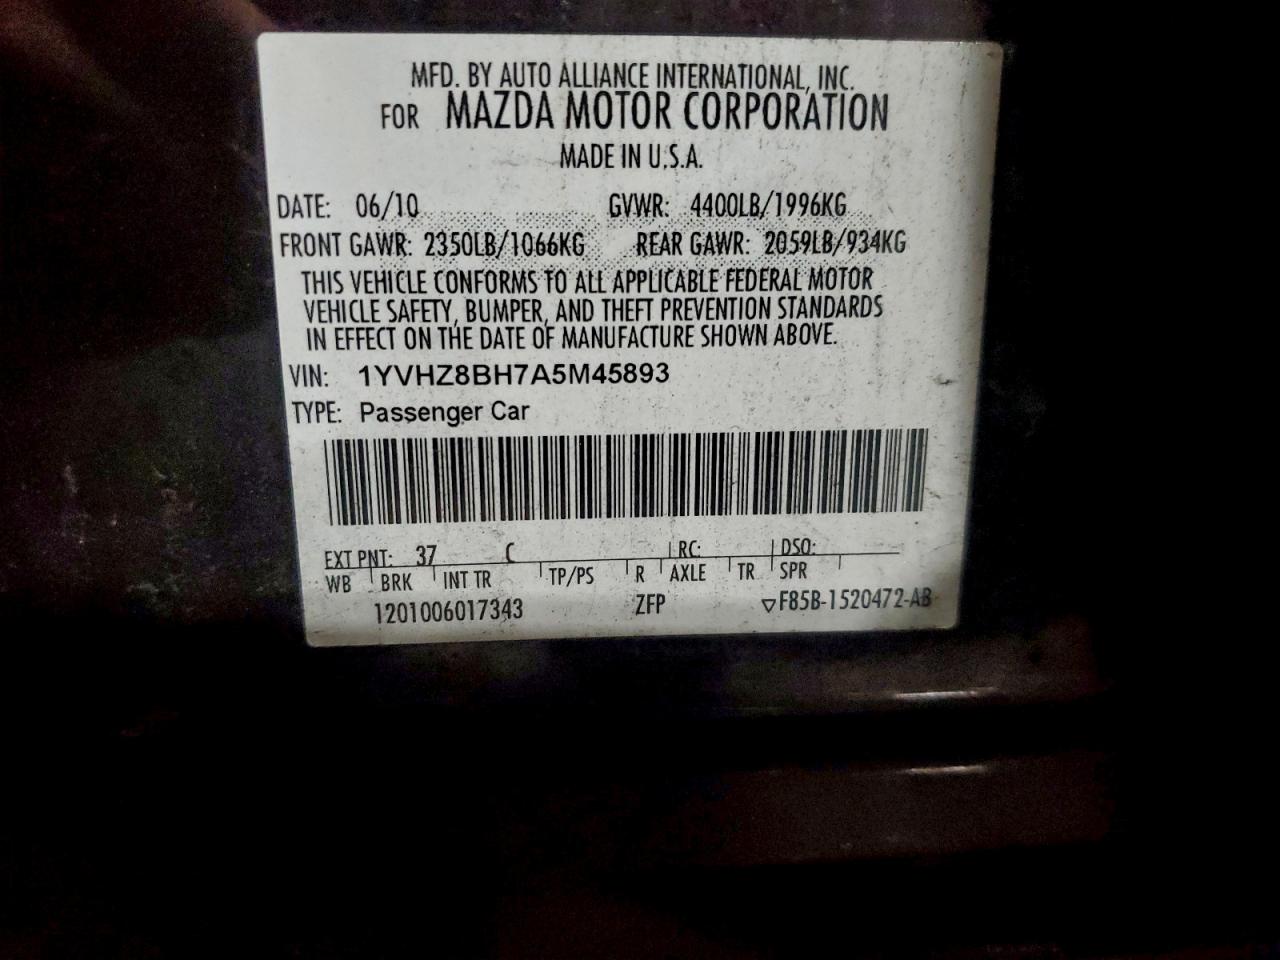 MFD. BY AUTO ALLIANCE INTERNATIONAL, INC.
FOR MAZDA MOTOR CORPORATION
MADE IN U.S.A.
DATE: 06/10 GVWR: 4400LB/1996KG
FRONT GAWR: 2350LB/1066KG REAR GAWR: 2059LB/934KG
THIS VEHICLE CONFORMS TO ALL APPLICABLE FEDERAL MOTOR
VEHICLE SAFETY, BUMPER, AND THEFT PREVENTION STANDARDS
IN EFFECT ON THE DATE OF MANUFACTURE SHOWN ABOVE.
VIN: 1YVHZ8BH7A5M45893
TYPE: Passenger Car
EXT PNT: 37 C RC: DSO:
WB BRK INT TR TP/PS R AXLE TR SPR
1201006017343 ZFP ▽F85B-1520472-AB